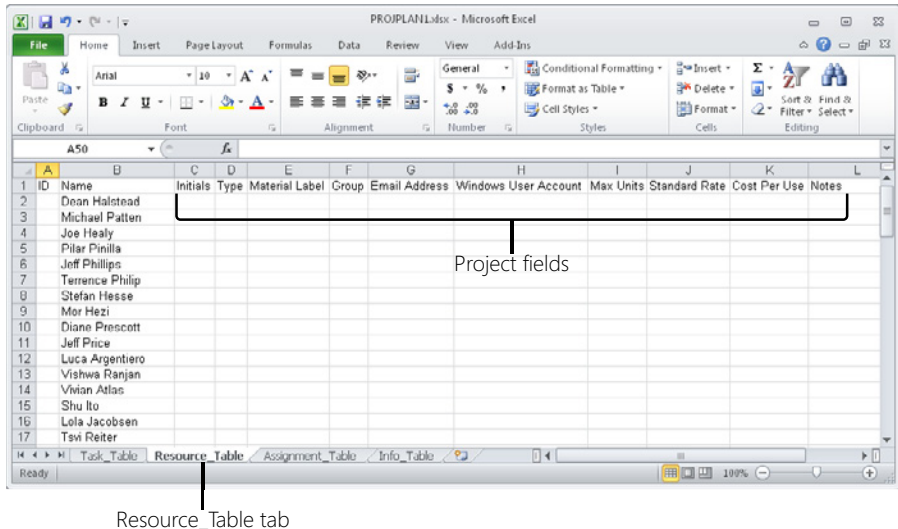 PROJPLAN1.xlsx - Microsoft Excel
File Home Insert Page Layout Formulas Data Review View Add-Ins
Paste
Arial 10
General
Conditional Formatting
Format as Table
Cell Styles
Insert
Delete
Format
Sort & Filter
Find & Select
Clipboard Font Alignment Number Styles Cells Editing
A50 fx
A B C D E F G H I J K L
1 ID Name Initials Type Material Label Group Email Address Windows User Account Max Units Standard Rate Cost Per Use Notes
2 Dean Halstead
3 Michael Patten
4 Joe Healy
5 Pilar Pinilla
Project fields
6 Jeff Phillips
7 Terrence Philip
8 Stefan Hesse
9 Mor Hezi
10 Diane Prescott
11 Jeff Price
12 Luca Argentiero
13 Vishwa Ranjan
14 Vivian Atlas
15 Shu Ito
16 Lola Jacobsen
17 Tsvi Reiter
Task_Table Resource_Table Assignment_Table Info_Table
Ready 100%
Resource_Table tab